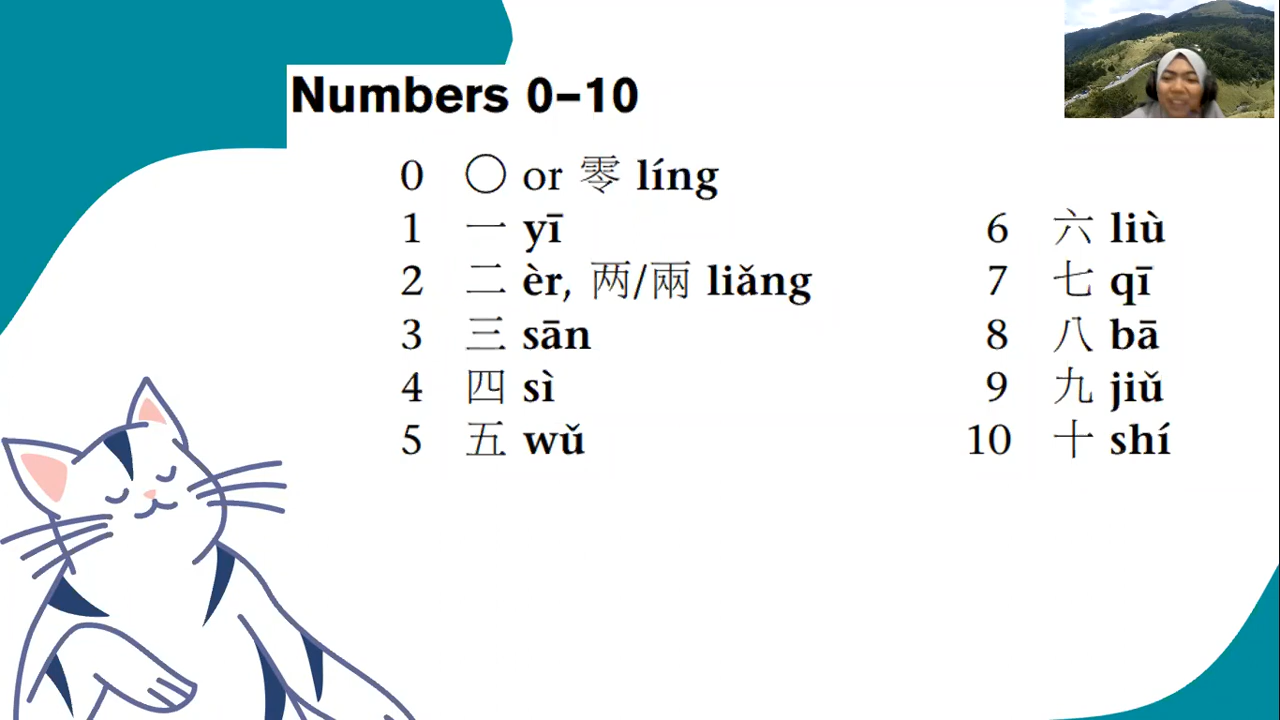 Numbers 0–10
0 〇 or 零 líng
1 一 yī
2 二 èr, 两/兩 liǎng
3 三 sān
4 四 sì
5 五 wǔ
6 六 liù
7 七 qī
8 八 bā
9 九 jiǔ
10 十 shí